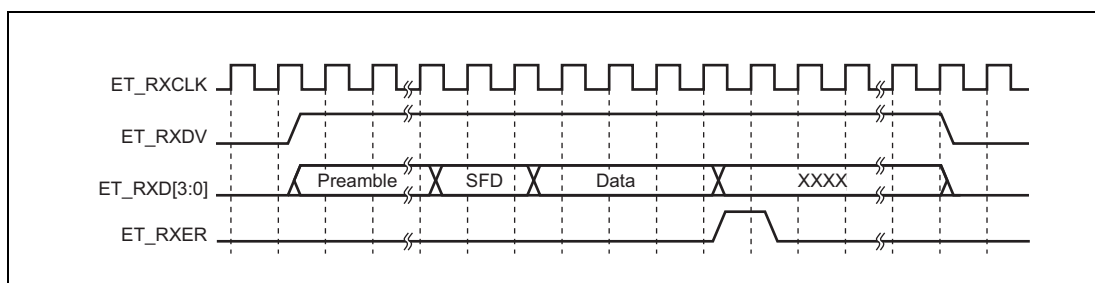 ET_RXCLK
ET_RXDV
ET_RXD[3:0] Preamble SFD Data XXXX
ET_RXER